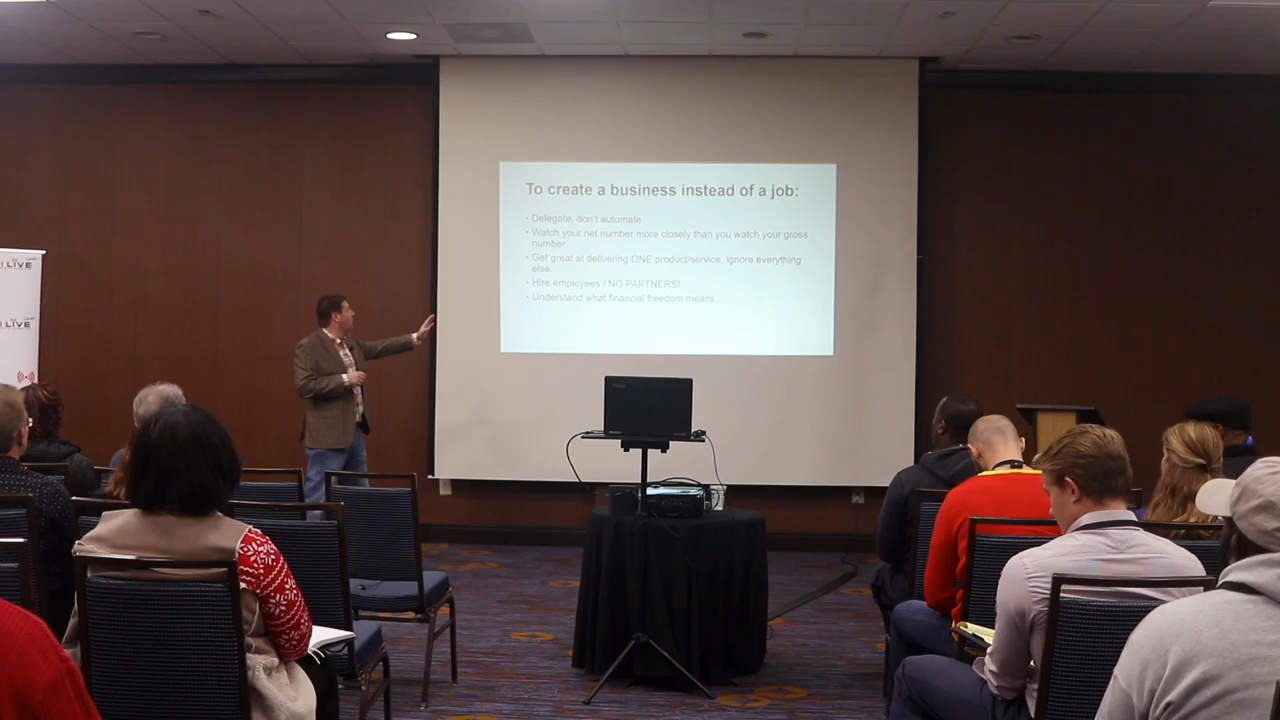 To create a business instead of a job:
• Delegate, don't automate.
• Watch your net number more closely than you watch your gross
number.
• Get great at delivering ONE product/service, ignore everything
else.
• Hire employees / NO PARTNERS!
• Understand what financial freedom means.
LIVE
LIVE